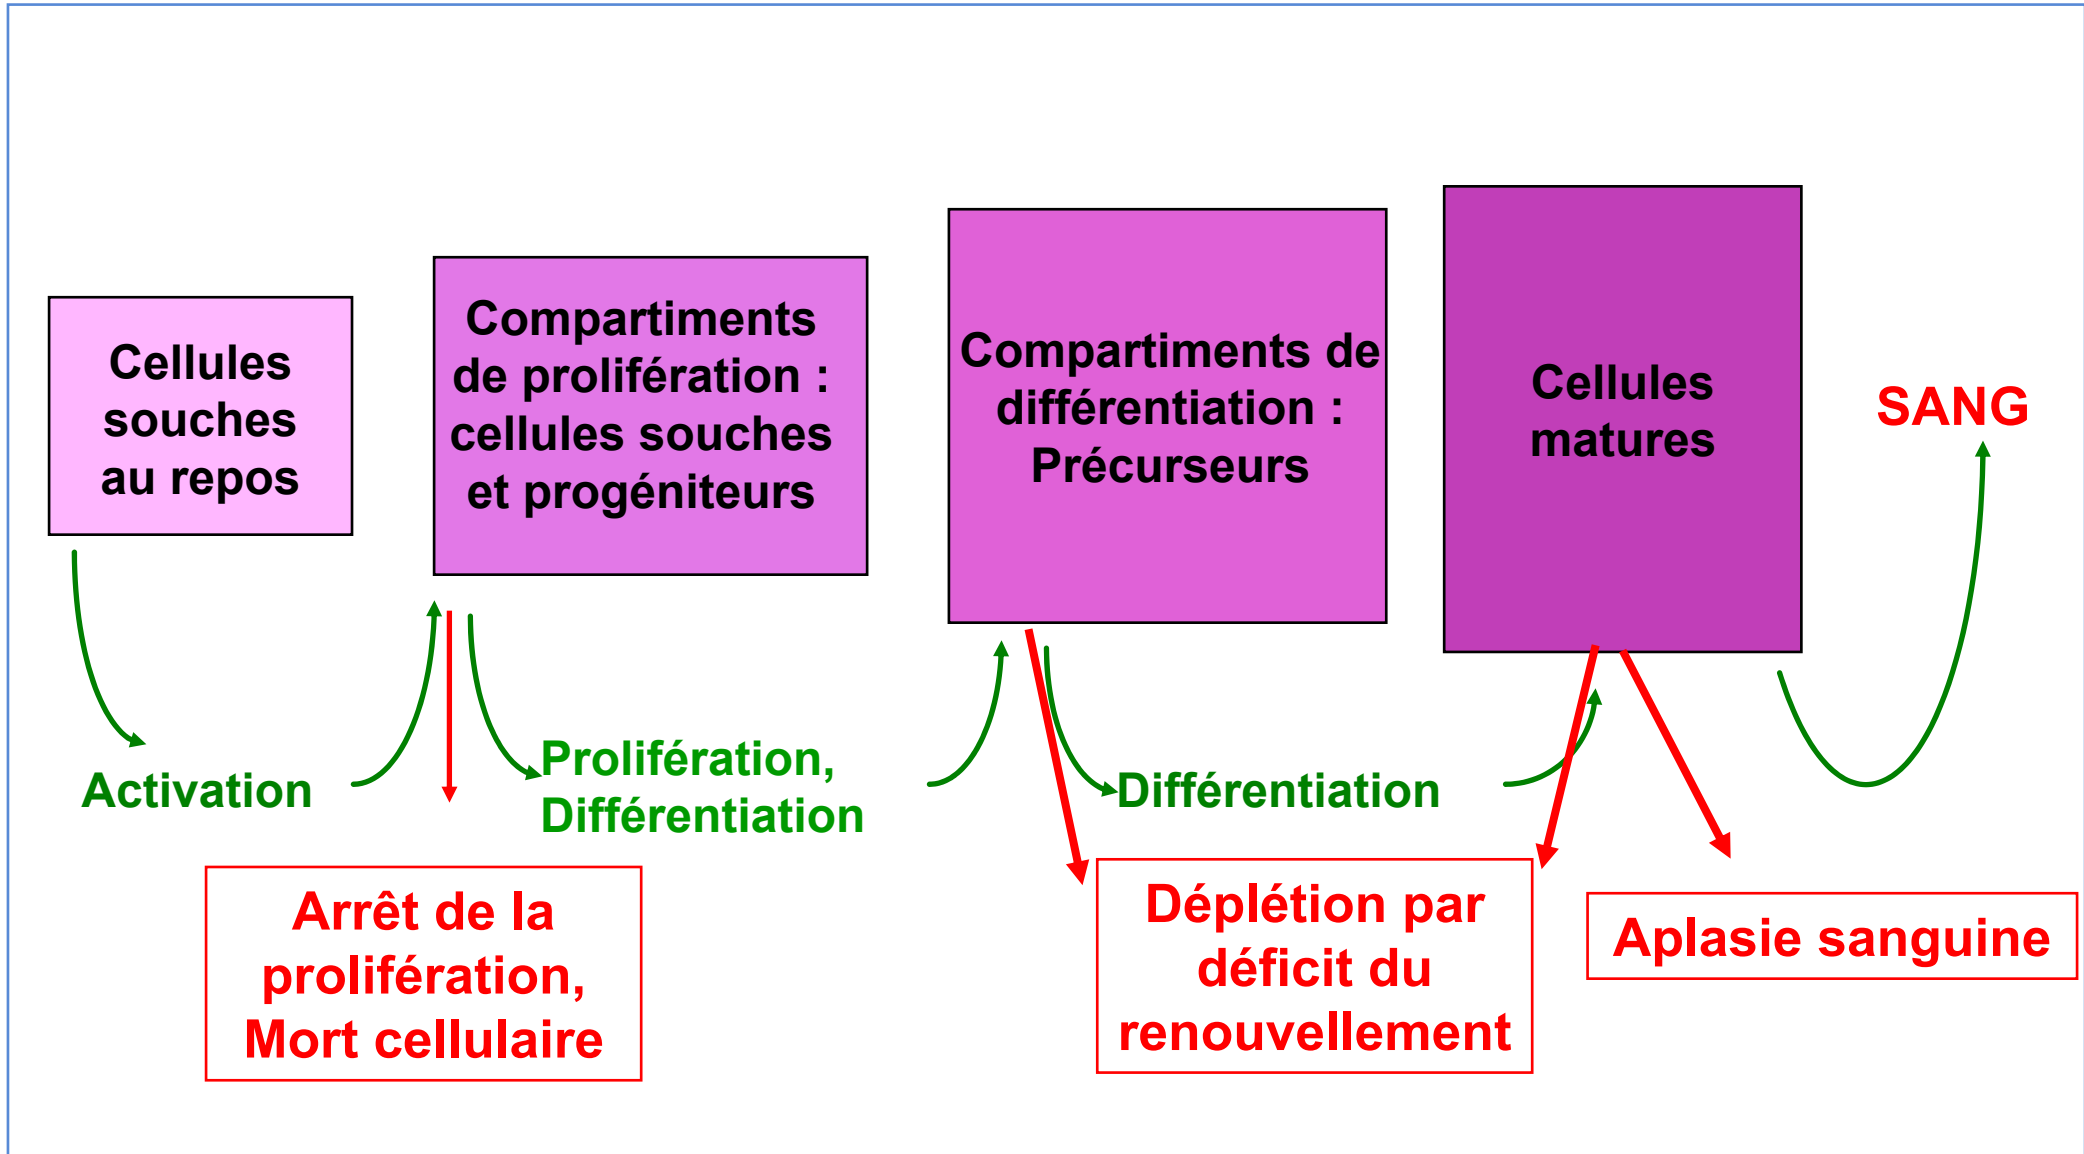 Cellules
souches
au repos
Compartiments
de prolifération :
cellules souches
et progéniteurs
Compartiments de
différentiation :
Précurseurs
Cellules
matures
SANG
Activation
Prolifération,
Différentiation
Différentiation
Arrêt de la
prolifération,
Mort cellulaire
Déplétion par
déficit du
renouvellement
Aplasie sanguine